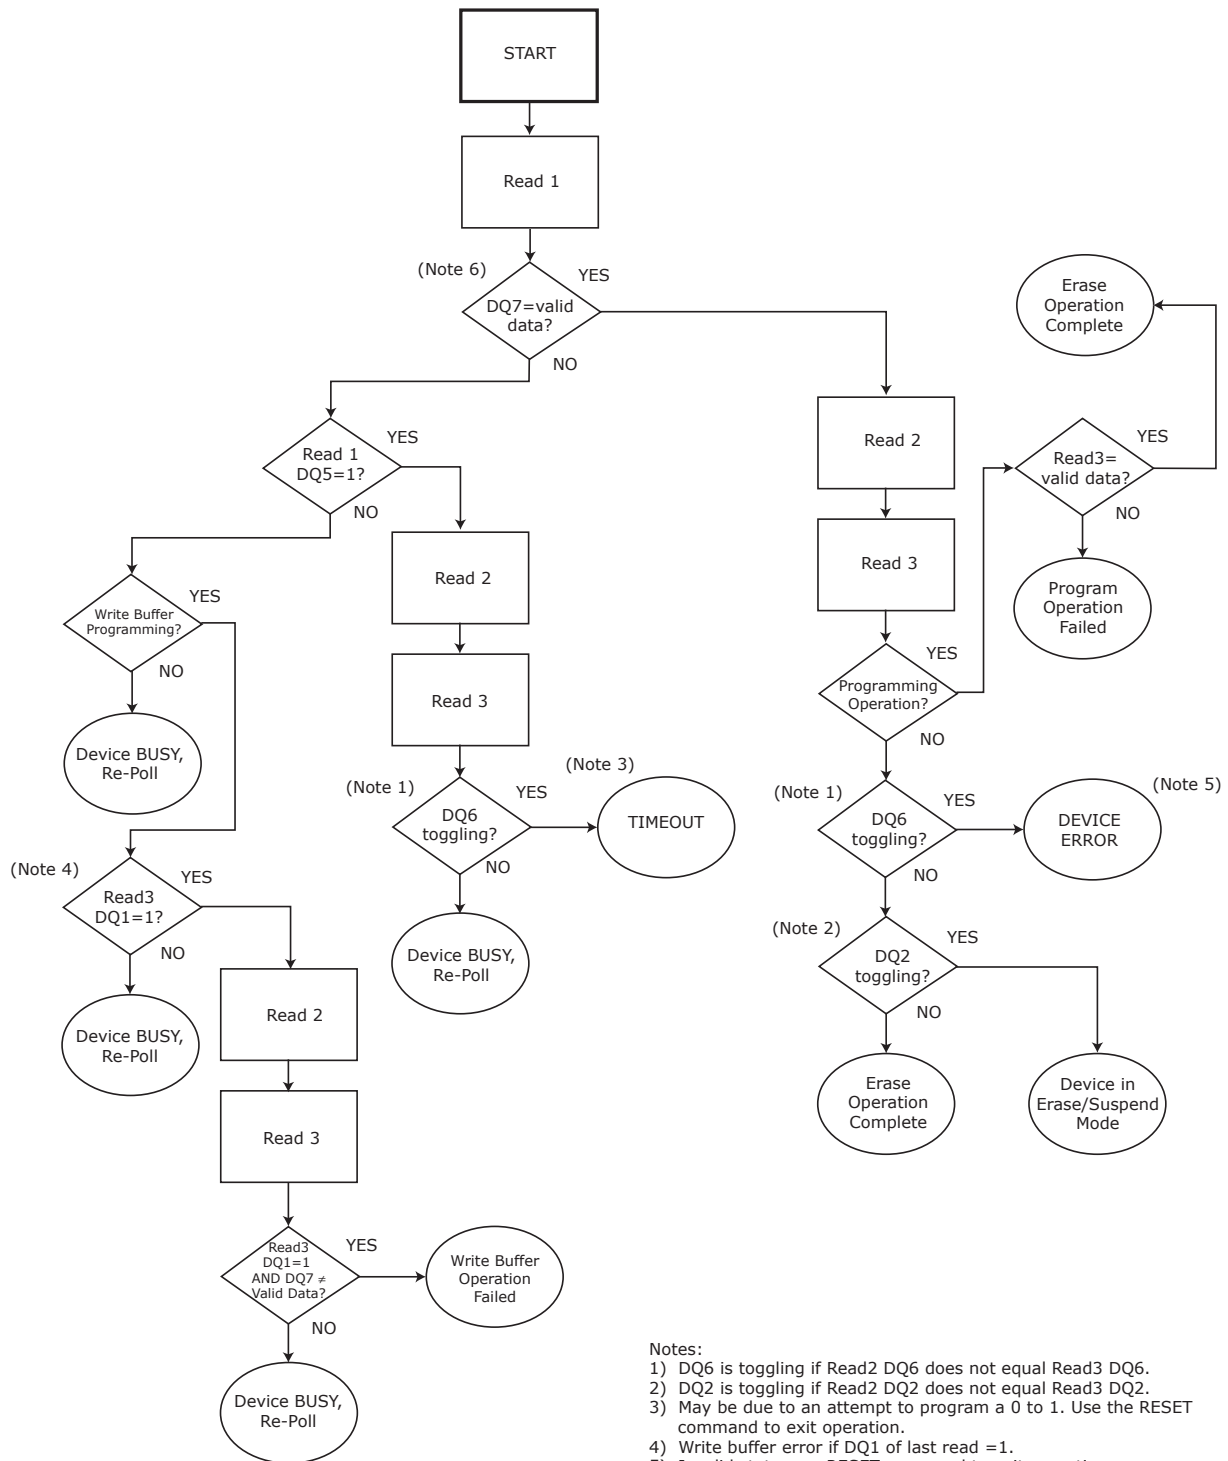 START
Read 1
(Note 6)
YES
DQ7=valid
data?
NO
Erase
Operation
Complete
Read 1
DQ5=1?
YES
NO
Read 2
Read3=
valid data?
YES
NO
Write Buffer
Programming?
YES
NO
Read 2
Read 3
Program
Operation
Failed
Programming
Operation?
YES
NO
Device BUSY,
Re-Poll
Read 3
(Note 1)
DQ6
toggling?
YES
NO
(Note 3)
TIMEOUT
(Note 1)
DQ6
toggling?
YES
NO
DEVICE
ERROR
(Note 5)
(Note 4)
Read3
DQ1=1?
YES
NO
Device BUSY,
Re-Poll
(Note 2)
DQ2
toggling?
YES
NO
Device BUSY,
Re-Poll
Read 2
Erase
Operation
Complete
Device in
Erase/Suspend
Mode
Read 3
Read3
DQ1=1
AND DQ7 ≠
Valid Data?
YES
NO
Write Buffer
Operation
Failed
Device BUSY,
Re-Poll
Notes:
1) DQ6 is toggling if Read2 DQ6 does not equal Read3 DQ6.
2) DQ2 is toggling if Read2 DQ2 does not equal Read3 DQ2.
3) May be due to an attempt to program a 0 to 1. Use the RESET
command to exit operation.
4) Write buffer error if DQ1 of last read =1.